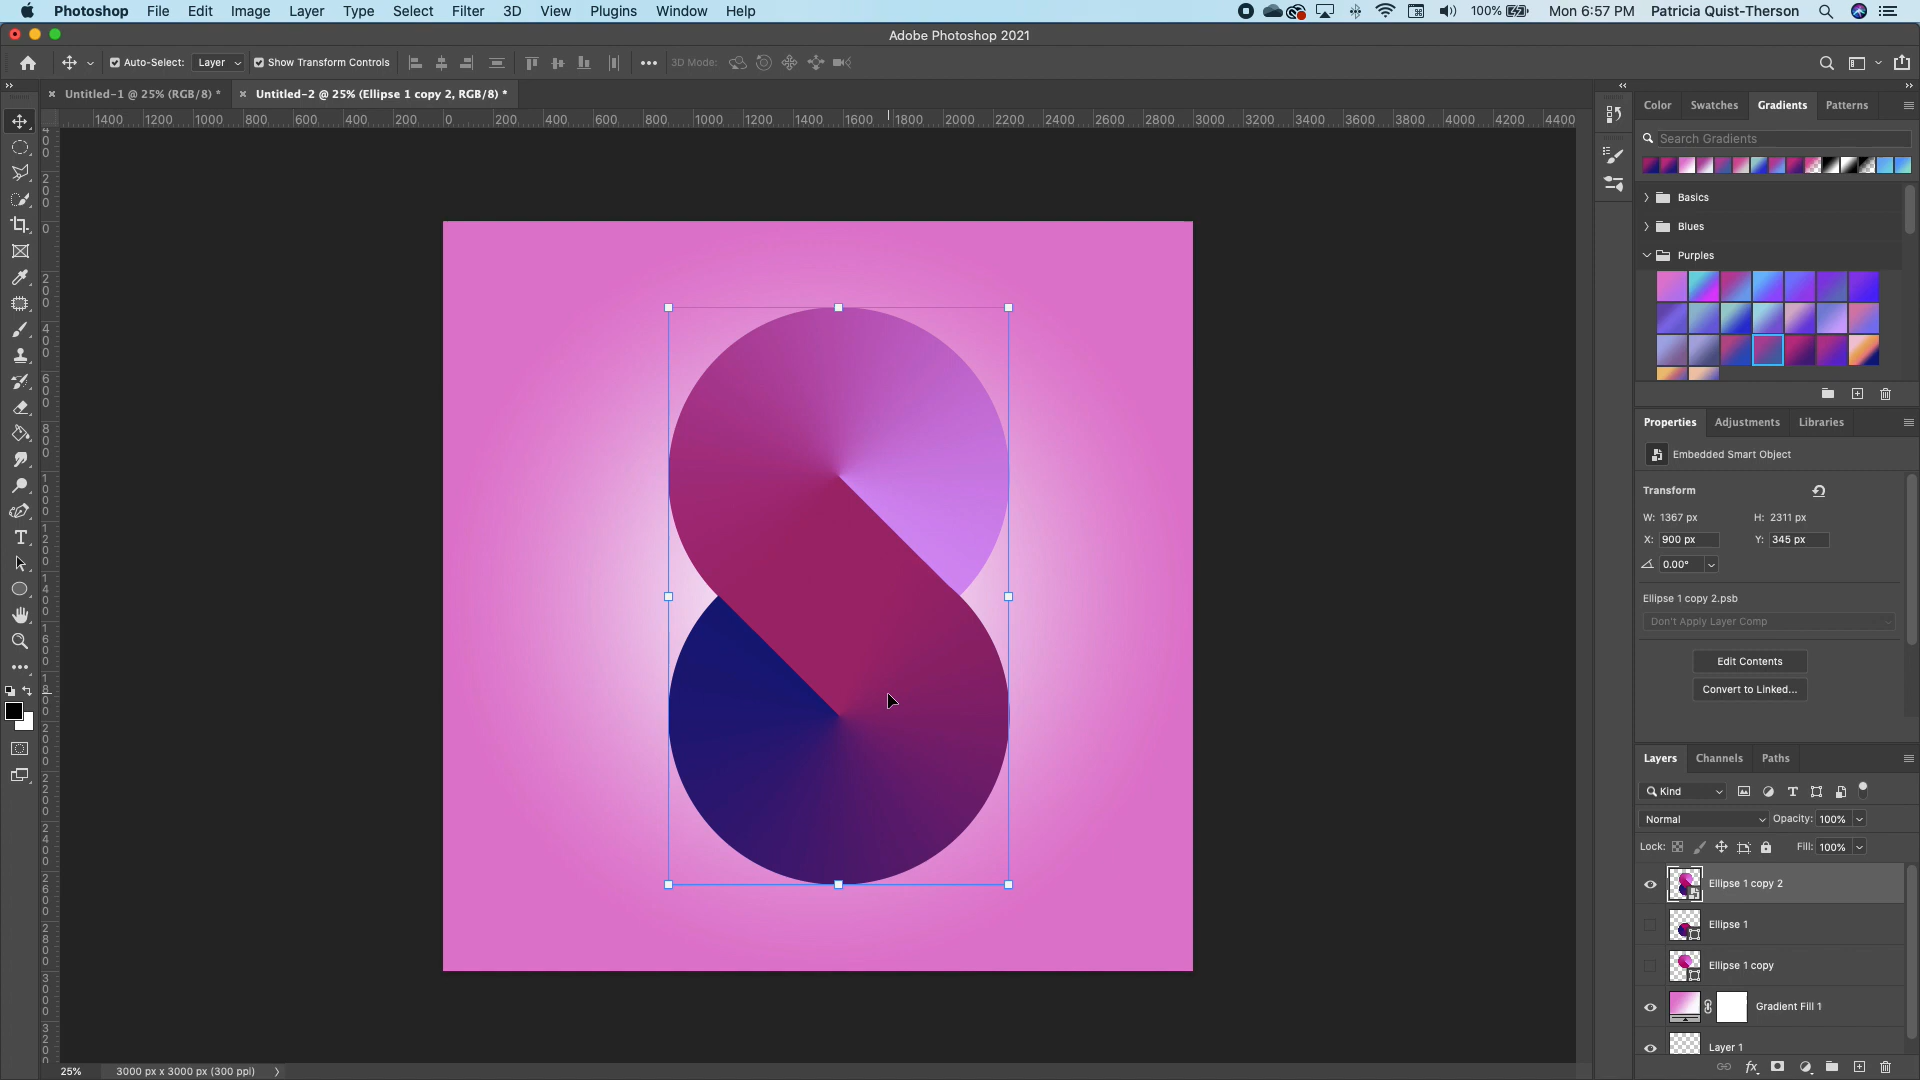 Photoshop File Edit Image Layer Type Select Filter 3D View Plugins Window Help 100% Mon 6:57 PM Patricia Quist-Therson
Adobe Photoshop 2021
Auto-Select: Layer Show Transform Controls 3D Mode:
Untitled-1 @ 25% (RGB/8) * Untitled-2 @ 25% (Ellipse 1 copy 2, RGB/8) *
1400 1200 1000 800 600 400 200 0 200 400 600 800 1000 1200 1400 1600 1800 2000 2200 2400 2600 2800 3000 3200 3400 3600 3800 4000 4200 4400
Color Swatches Gradients Patterns
Search Gradients
Basics
Blues
Purples
Properties Adjustments Libraries
Embedded Smart Object
Transform
W: 1367 px H: 2311 px
X: 900 px Y: 345 px
0.00°
Ellipse 1 copy 2.psb
Don't Apply Layer Comp
Edit Contents
Convert to Linked...
Layers Channels Paths
Kind
Normal Opacity: 100%
Lock: Fill: 100%
Ellipse 1 copy 2
Ellipse 1
Ellipse 1 copy
Gradient Fill 1
Layer 1
25% 3000 px x 3000 px (300 ppi)